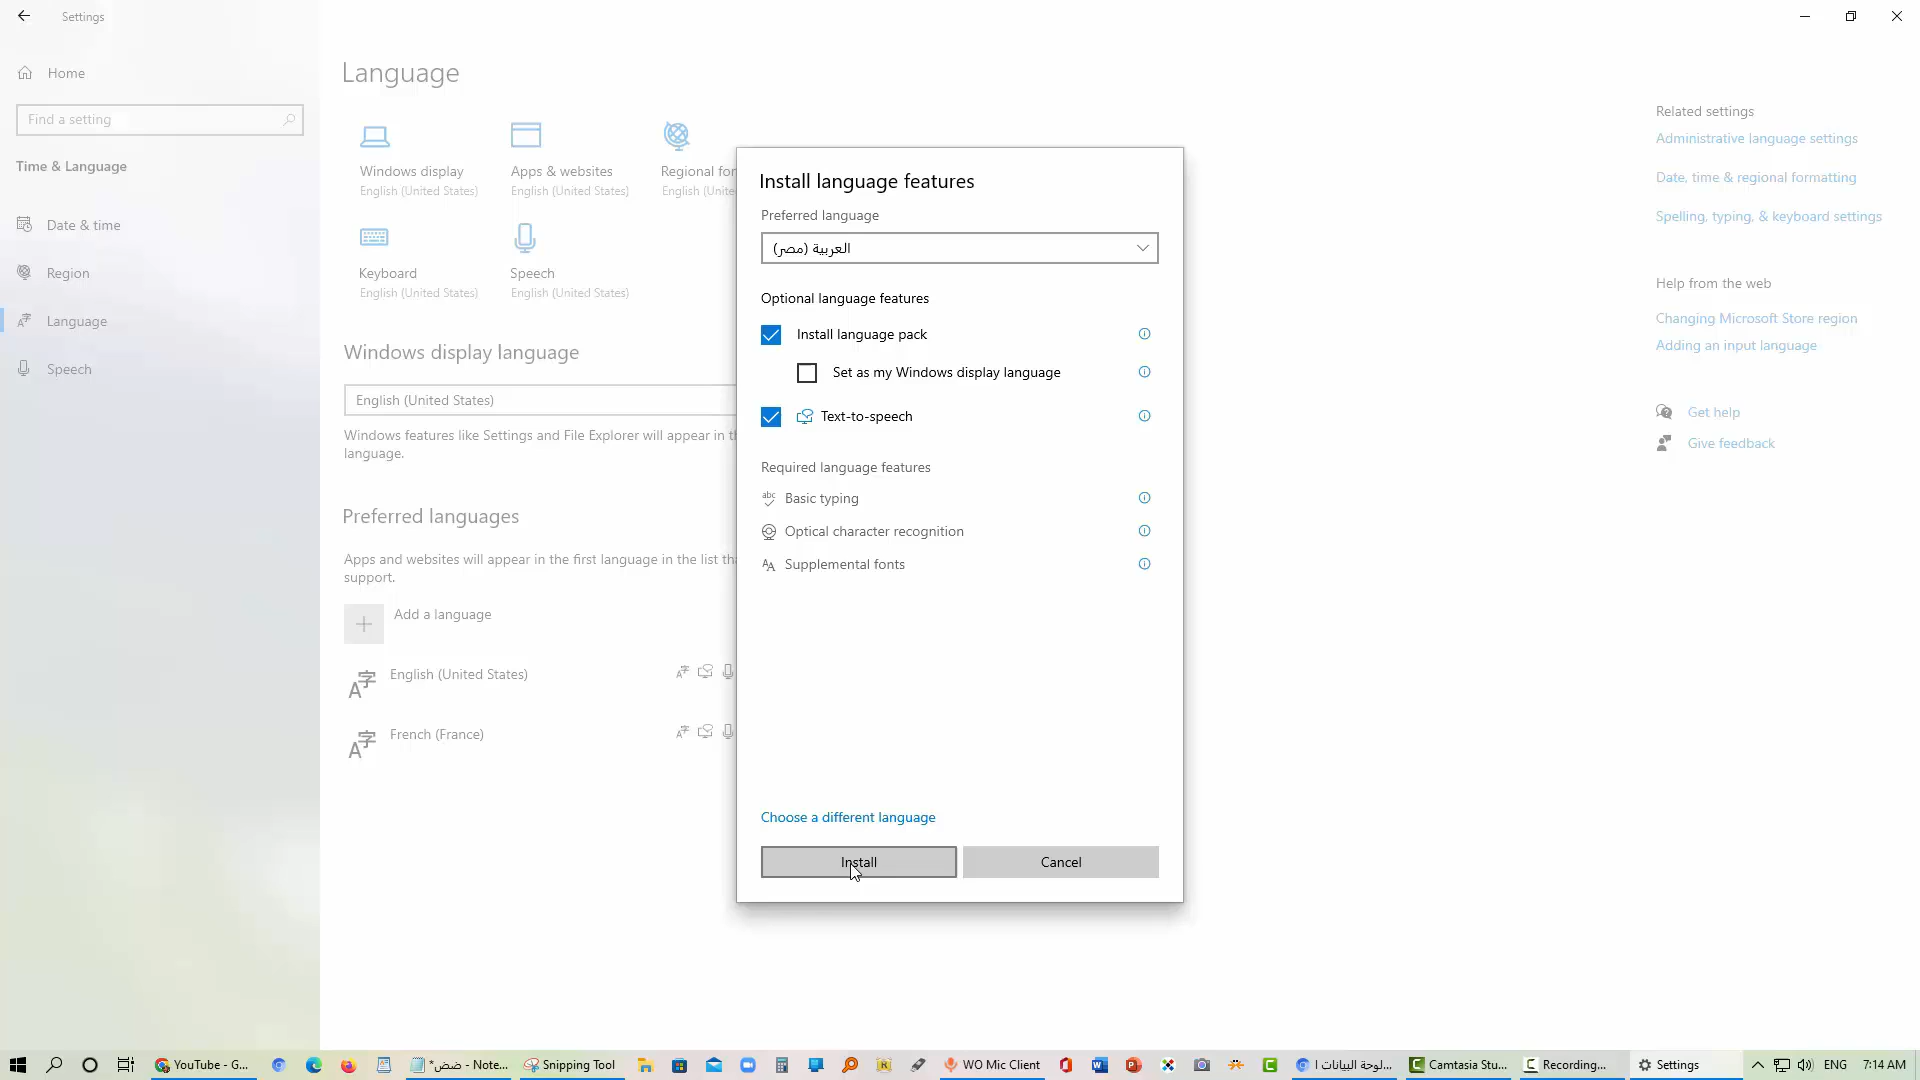 Settings
Home
Find a setting
Time & Language
Date & time
Region
Language
Speech
Language
Windows display
English (United States)
Apps & websites
English (United States)
Regional for
English (Unite
Keyboard
English (United States)
Speech
English (United States)
Windows display language
English (United States)
Windows features like Settings and File Explorer will appear in th
language.
Preferred languages
Apps and websites will appear in the first language in the list tha
support.
Add a language
English (United States)
French (France)
Install language features
Preferred language
العربية (مصر)
Optional language features
Install language pack
Set as my Windows display language
Text-to-speech
Required language features
Basic typing
Optical character recognition
Supplemental fonts
Choose a different language
Install
Cancel
Related settings
Administrative language settings
Date, time & regional formatting
Spelling, typing, & keyboard settings
Help from the web
Changing Microsoft Store region
Adding an input language
Get help
Give feedback
YouTube - G...
*ضض - Note...
Snipping Tool
WO Mic Client
لوحة البيانات ا...
Camtasia Stu...
Recording...
Settings
ENG
7:14 AM